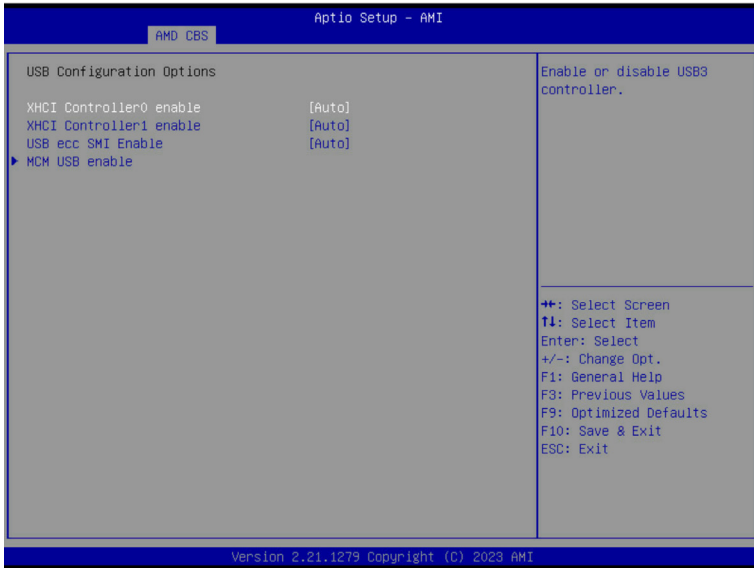 Aptio Setup - AMI
AMD CBS
USB Configuration Options
XHCI Controller0 enable [Auto]
XHCI Controller1 enable [Auto]
USB ecc SMI Enable [Auto]
MCM USB enable
Enable or disable USB3
controller.
→←: Select Screen
↑↓: Select Item
Enter: Select
+/-: Change Opt.
F1: General Help
F3: Previous Values
F9: Optimized Defaults
F10: Save & Exit
ESC: Exit
Version 2.21.1279 Copyright (C) 2023 AMI